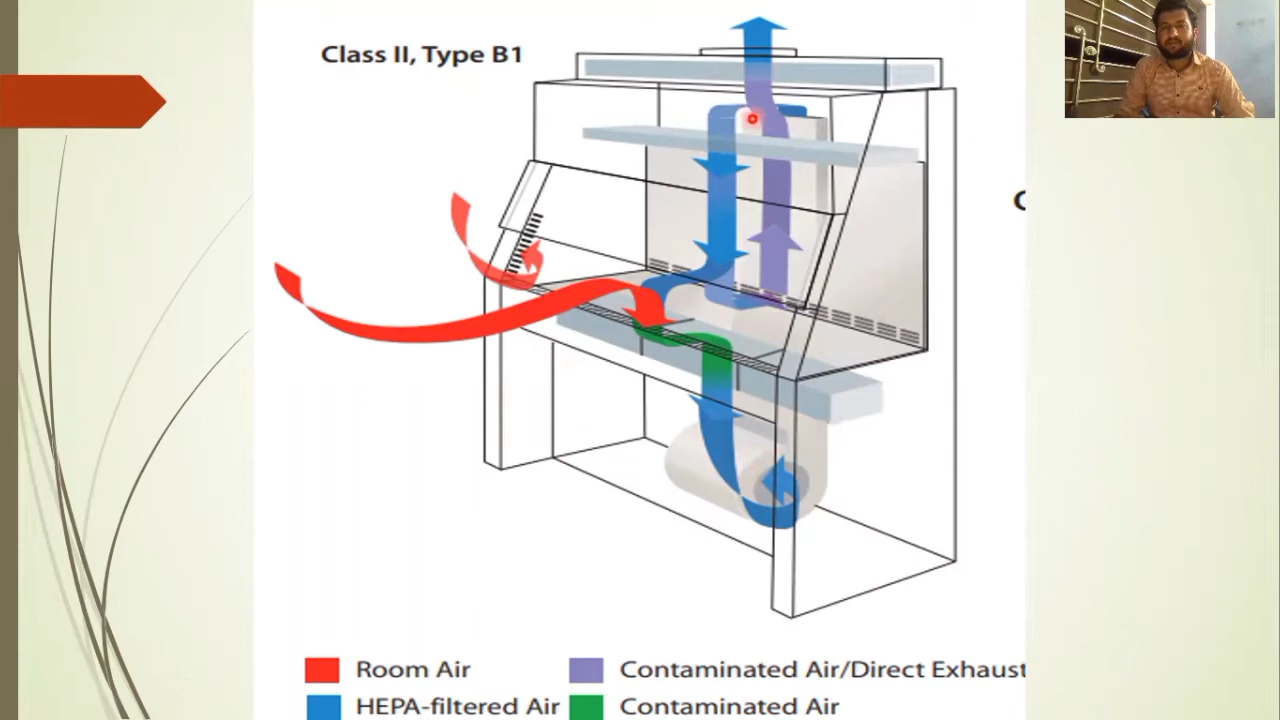 Class II, Type B1
Room Air
Contaminated Air/Direct Exhaust
HEPA-filtered Air
Contaminated Air